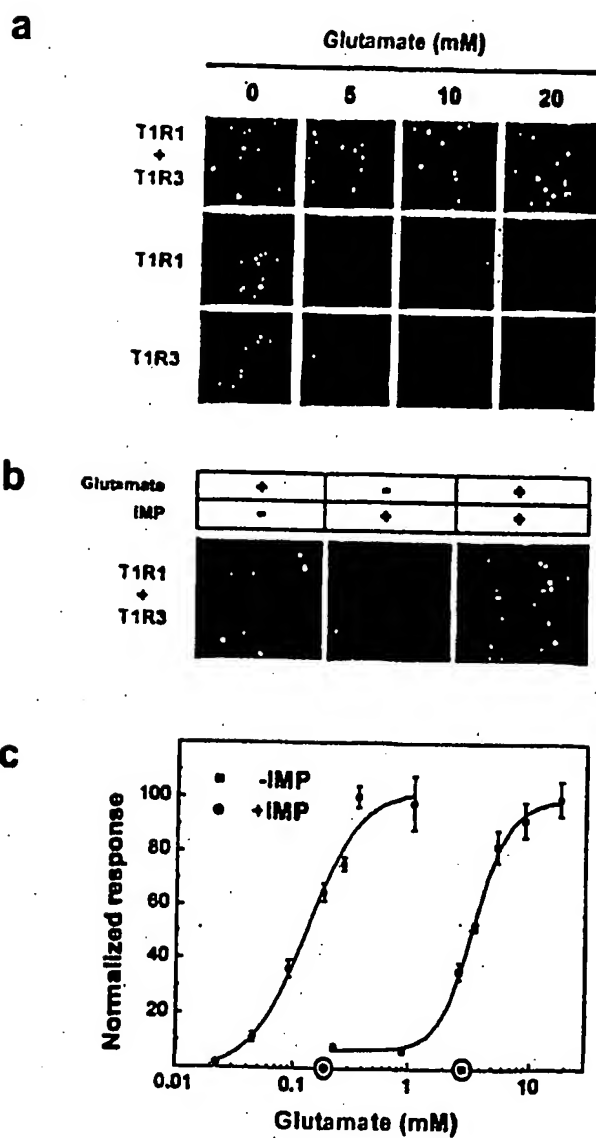 a
Glutamate (mM)
0 5 10 20
T1R1
+
T1R3
T1R1
T1R3
b
Glutamate + - +
IMP - + +
T1R1
+
T1R3
c
-IMP
+IMP
Normalized response
100
80
60
40
20
0.01 0.1 1 10
Glutamate (mM)